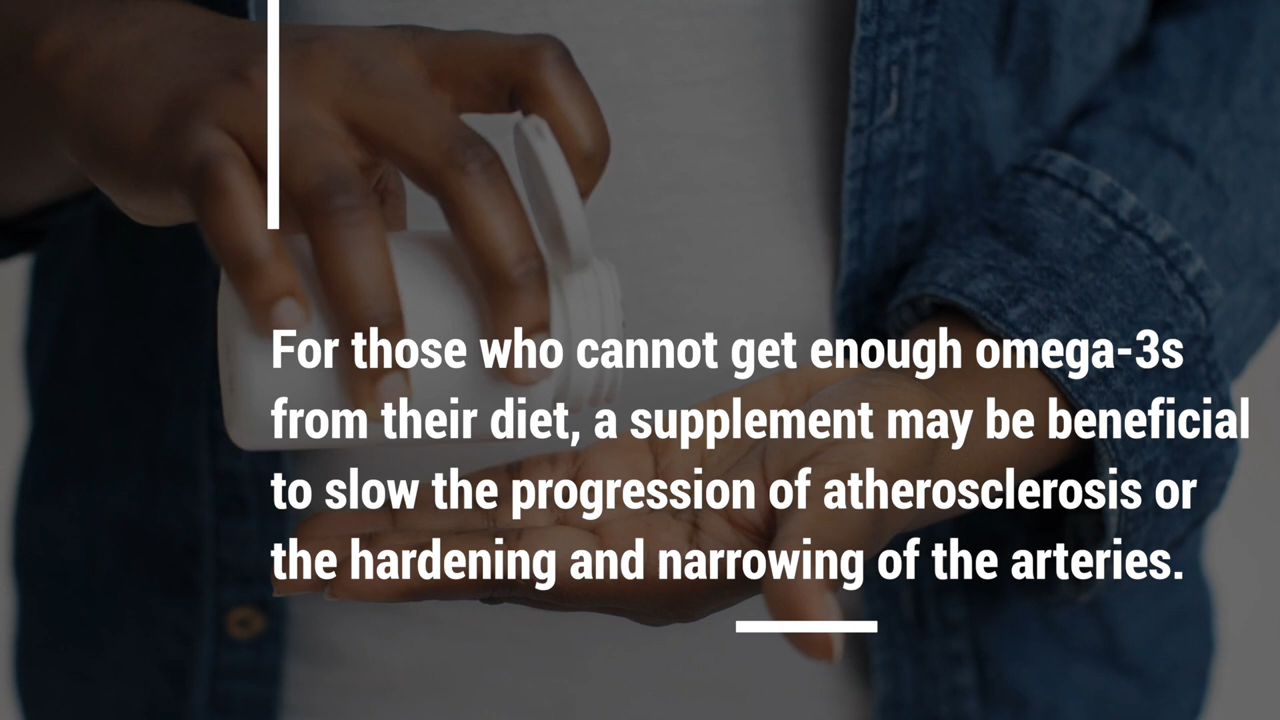 For those who cannot get enough omega-3s
from their diet, a supplement may be beneficial
to slow the progression of atherosclerosis or
the hardening and narrowing of the arteries.